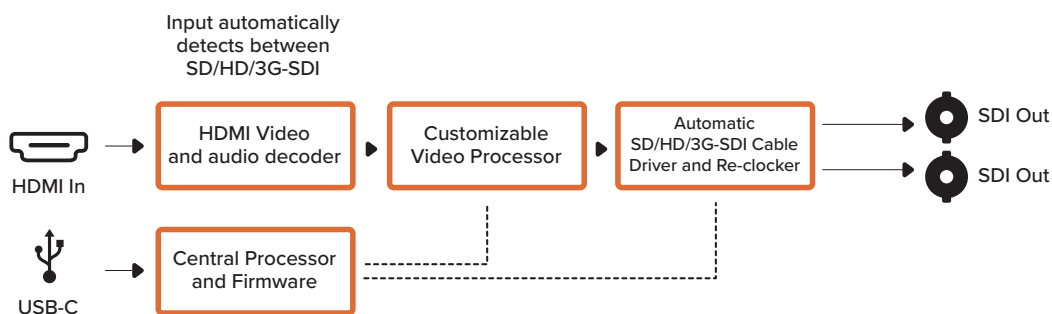 Input automatically
detects between
SD/HD/3G-SDI
HDMI In
HDMI Video
and audio decoder
Customizable
Video Processor
Automatic
SD/HD/3G-SDI Cable
Driver and Re-clocker
SDI Out
SDI Out
USB-C
Central Processor
and Firmware